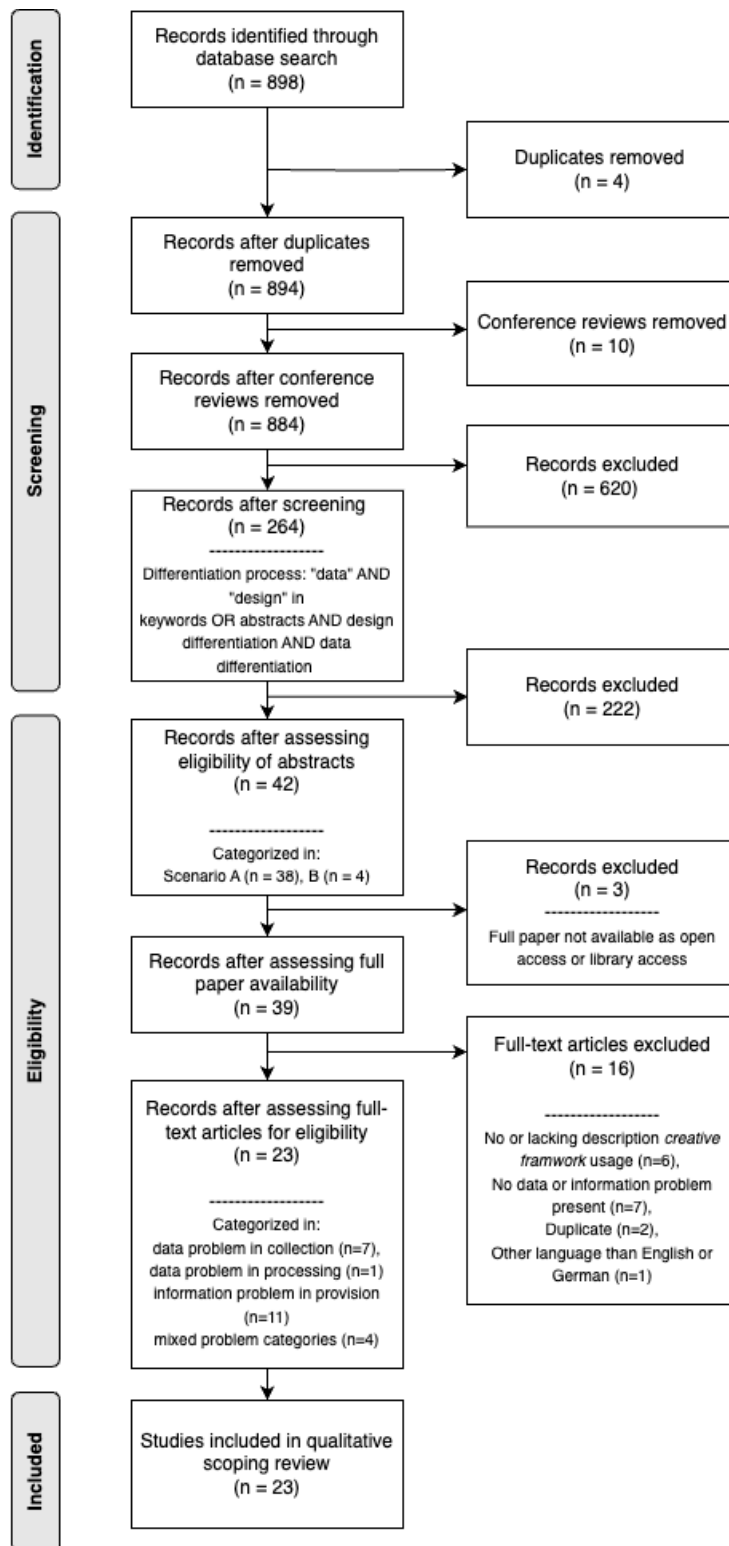 Identification
Records identified through
database search
(n = 898)
Duplicates removed
(n = 4)
Screening
Records after duplicates
removed
(n = 894)
Conference reviews removed
(n = 10)
Records after conference
reviews removed
(n = 884)
Records excluded
(n = 620)
Records after screening
(n = 264)
-------------------
Differentiation process: "data" AND
"design" in
keywords OR abstracts AND design
differentiation AND data
differentiation
Records excluded
(n = 222)
Eligibility
Records after assessing
eligibility of abstracts
(n = 42)
-------------------
Categorized in:
Scenario A (n = 38), B (n = 4)
Records excluded
(n = 3)
-------------------
Full paper not available as open
access or library access
Records after assessing full
paper availability
(n = 39)
Full-text articles excluded
(n = 16)
-------------------
No or lacking description creative
framwork usage (n=6),
No data or information problem
present (n=7),
Duplicate (n=2),
Other language than English or
German (n=1)
Records after assessing full-
text articles for eligibility
(n = 23)
-------------------
Categorized in:
data problem in collection (n=7),
data problem in processing (n=1)
information problem in provision
(n=11)
mixed problem categories (n=4)
Included
Studies included in qualitative
scoping review
(n = 23)